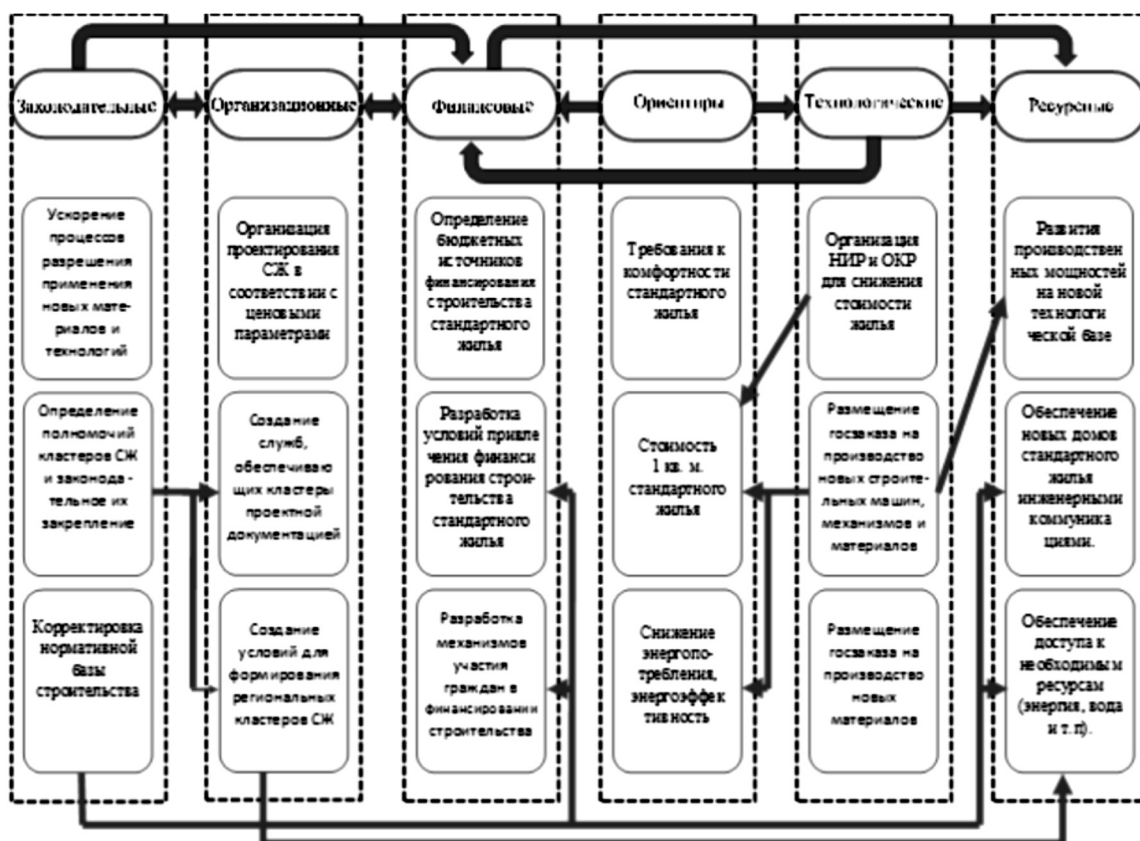 Законодательные
Организационные
Финансовые
Ориентиры
Технологические
Ресурсные
Ускорение
процессов
разрешения
применения
новых мате-
риалов и
технологий
Организация
проектирования
СЖ в
соответствии с
ценовыми
параметрами
Определение
бюджетных
источников
финансирования
строительства
стандартного
жилья
Требования к
комфортности
стандартного
жилья
Организация
НИР и ОКР
для снижения
стоимости
жилья
Развития
производствен
ных мощностей
на новой
технологи
ческой базе
Определение
полномочий
кластеров СЖ
и законода -
тельное их
закрепление
Создание
служб,
обеспечиваю
щих кластеры
проектной
документацией
Разработка
условий привле
чения финанси
рования строи-
тельства
стандартного
жилья
Стоимость
1 кв. м.
стандартного
жилья
Размещение
госзаказа на
производство
новых строите-
льных машин,
механизмов и
материалов
Обеспечение
новых домов
стандартного
жилья
инженерными
коммуника
циями.
Корректировка
нормативной
базы
строительства
Создание
условий для
формирования
региональных
кластеров СЖ
Разработка
механизмов
участия
граждан в
финансировании
строительства
Снижение
энергопо-
требления,
энергоэффек
тивность
Размещение
госзаказа на
производство
новых
материалов
Обеспечение
доступа к
необходимым
ресурсам
(энергия, вода
и т. п).